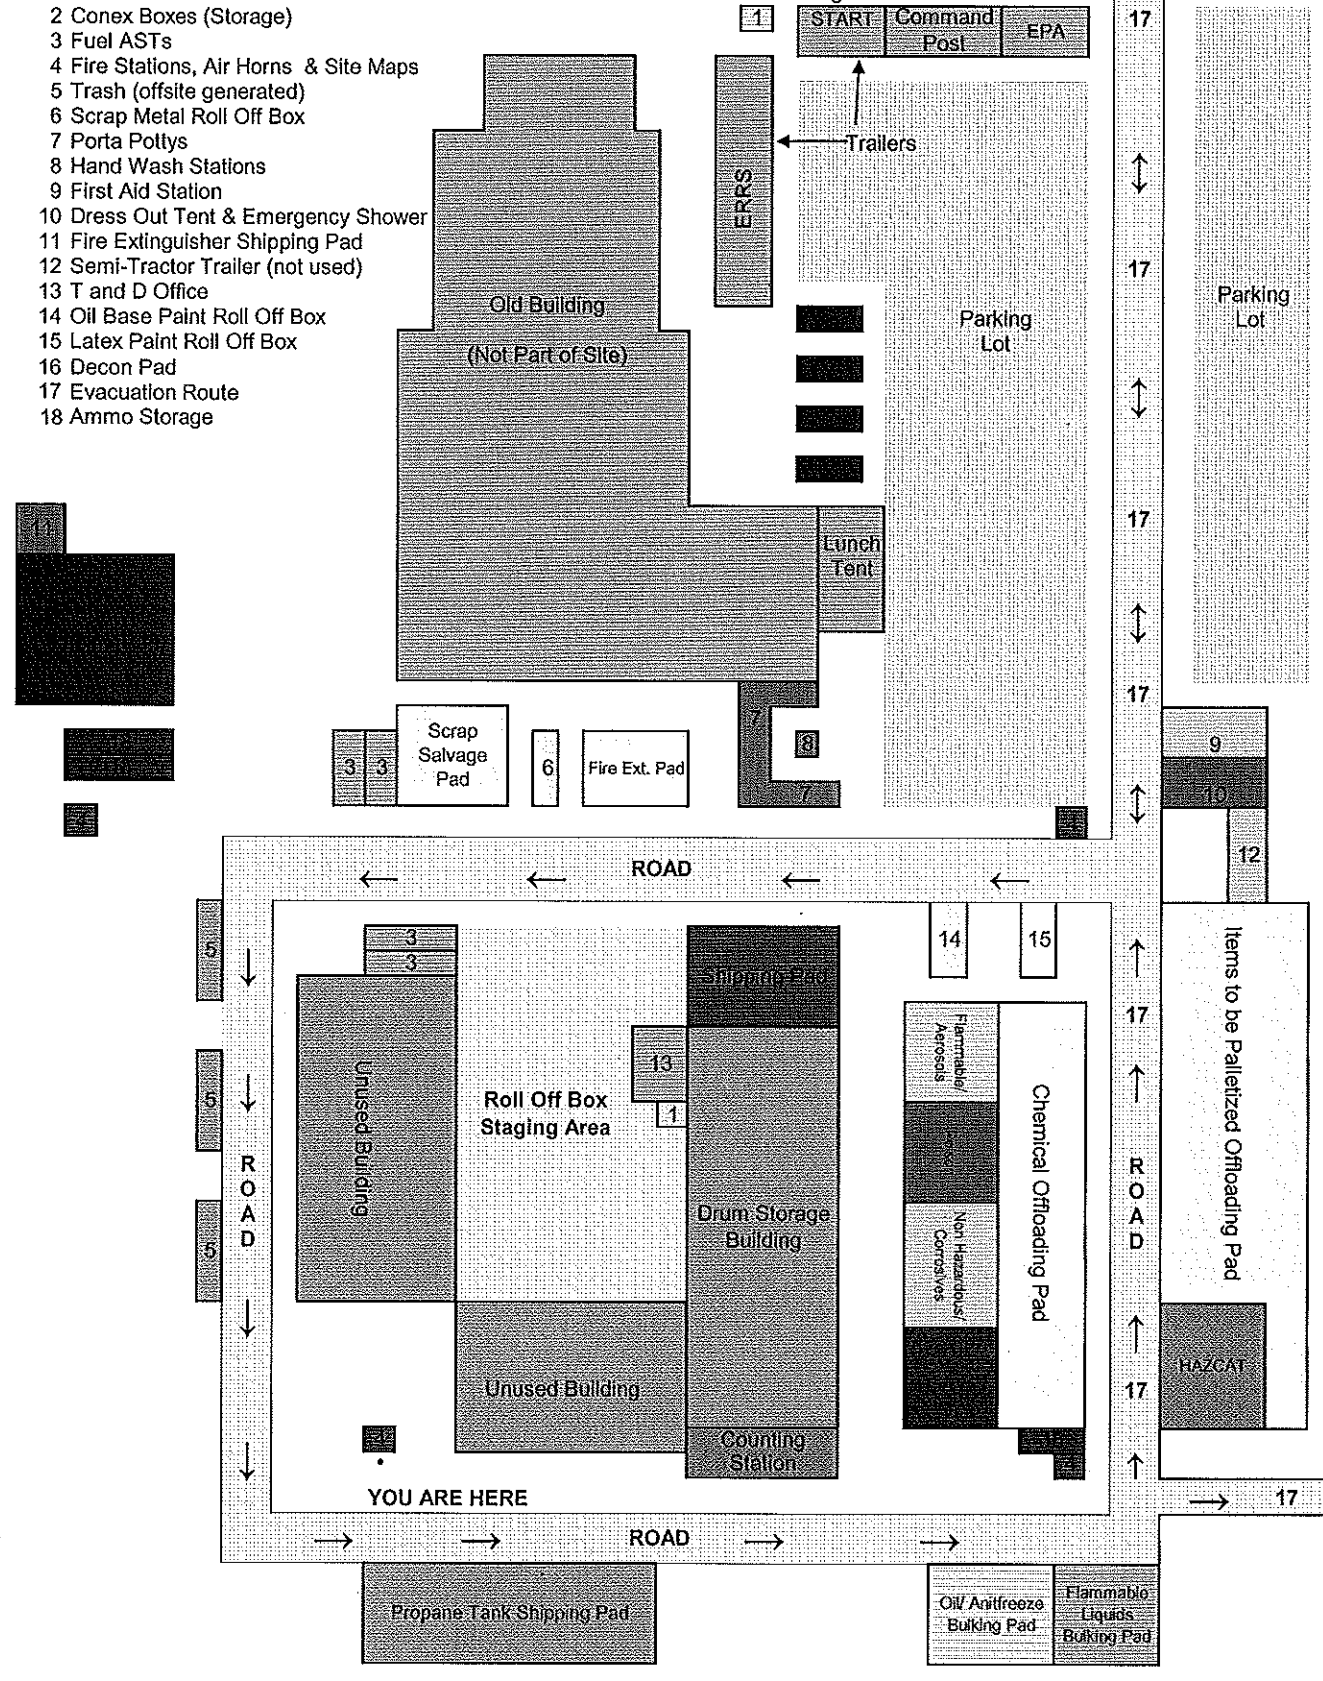 2 Conex Boxes (Storage)
3 Fuel ASTs
4 Fire Stations, Air Horns & Site Maps
5 Trash (offsite generated)
6 Scrap Metal Roll Off Box
7 Porta Pottys
8 Hand Wash Stations
9 First Aid Station
10 Dress Out Tent & Emergency Shower
11 Fire Extinguisher Shipping Pad
12 Semi-Tractor Trailer (not used)
13 T and D Office
14 Oil Base Paint Roll Off Box
15 Latex Paint Roll Off Box
16 Decon Pad
17 Evacuation Route
18 Ammo Storage
1
START
Command
Post
EPA
17
Trailers
ERRS
17
Old Building
(Not Part of Site)
Parking
Lot
Parking
Lot
11
17
Lunch
Tent
17
7
8
7
3
3
Scrap
Salvage
Pad
6
Fire Ext. Pad
9
10
4
4
12
ROAD
5
3
3
Shipping Pad
14
15
17
Items to be Palletized Offloading Pad
Unused Building
Roll Off Box
Staging Area
13
1
Flammable/
Aerosols
Chemical Offloading Pad
5
ROAD
ROAD
5
Drum Storage
Building
Non Hazardous/
Corrosives
HAZCAT
Unused Building
17
4
Counting
Station
4
YOU ARE HERE
17
ROAD
Propane Tank Shipping Pad
Oil/ Anitfreeze
Bulking Pad
Flammable
Liquids
Bulking Pad